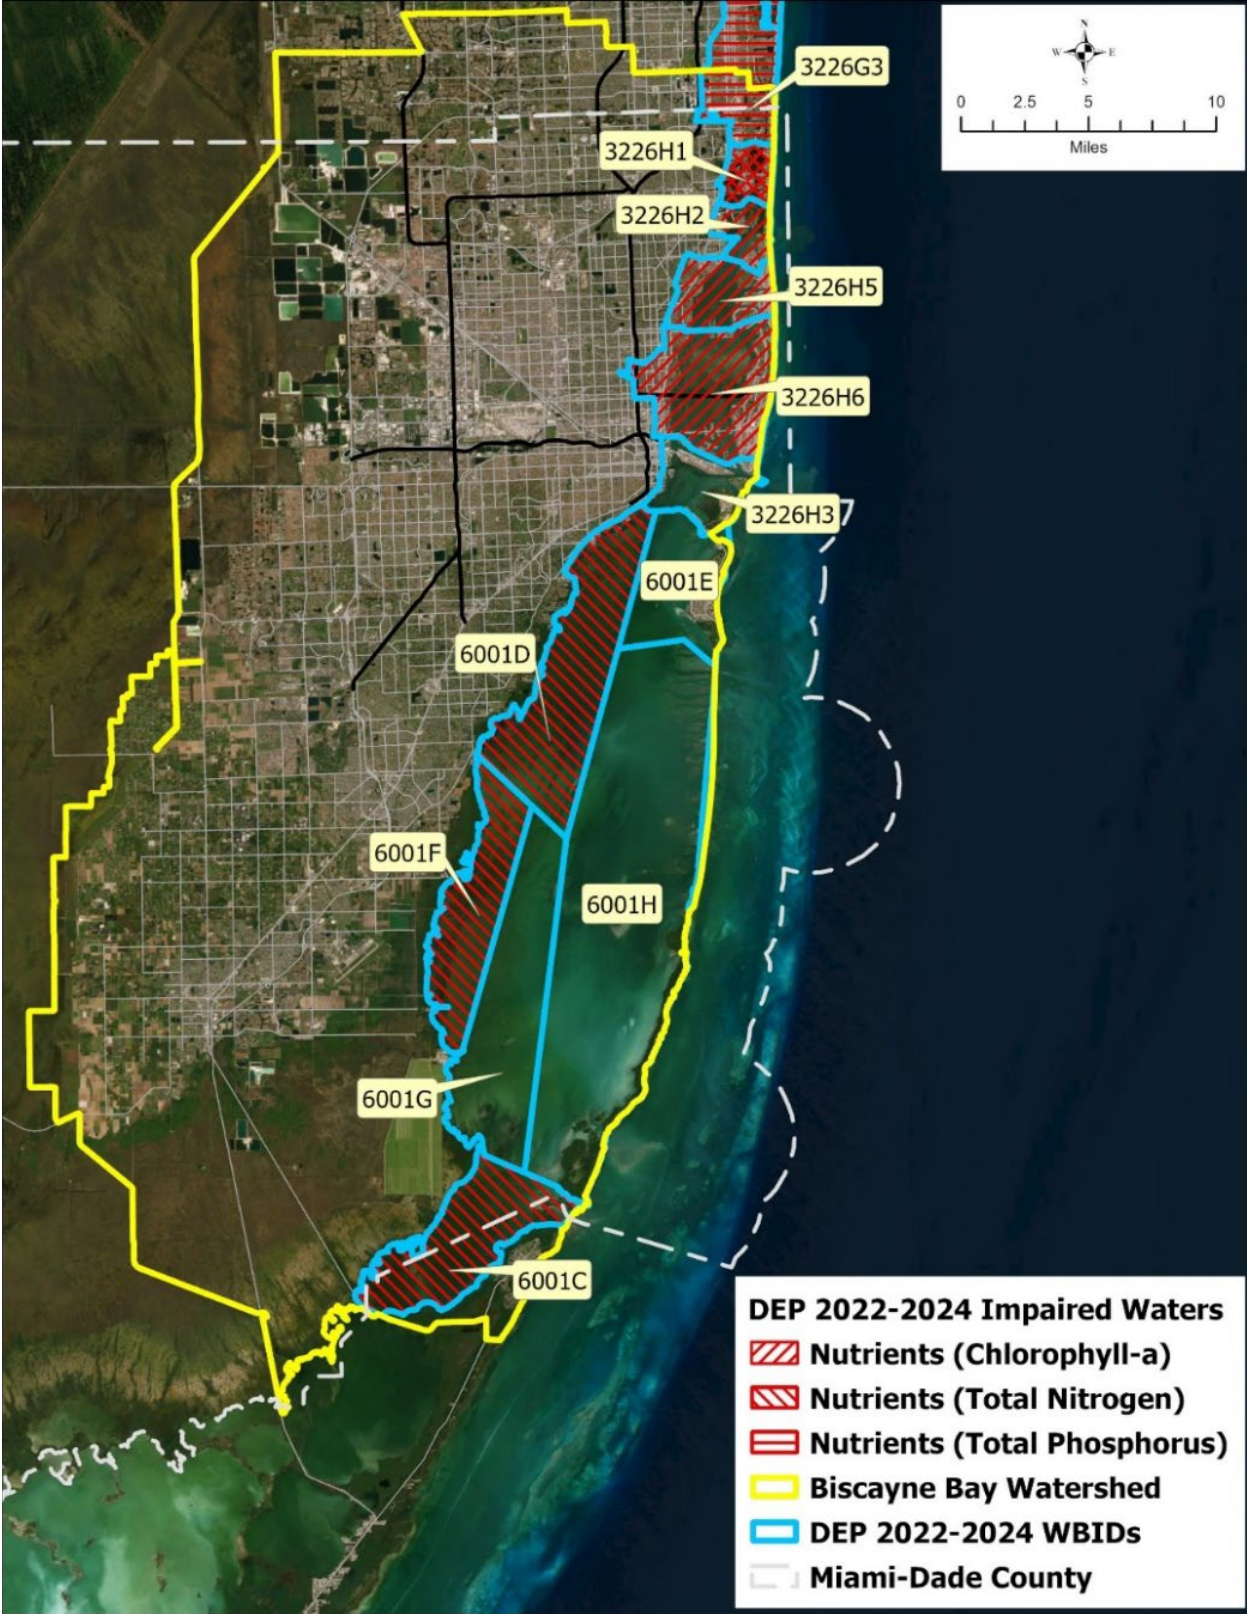 N
W E
S
0 2.5 5 10
Miles
3226G3
3226H1
3226H2
3226H5
3226H6
3226H3
6001E
6001D
6001F
6001H
6001G
6001C
DEP 2022-2024 Impaired Waters
Nutrients (Chlorophyll-a)
Nutrients (Total Nitrogen)
Nutrients (Total Phosphorus)
Biscayne Bay Watershed
DEP 2022-2024 WBIDs
Miami-Dade County